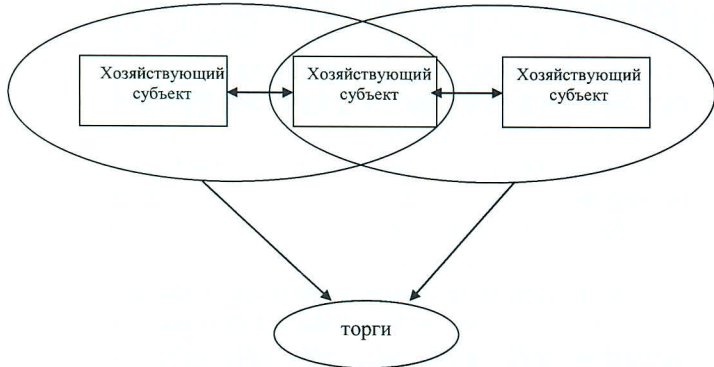 Хозяйствующий
субъект
Хозяйствующий
субъект
Хозяйствующий
субъект
торги